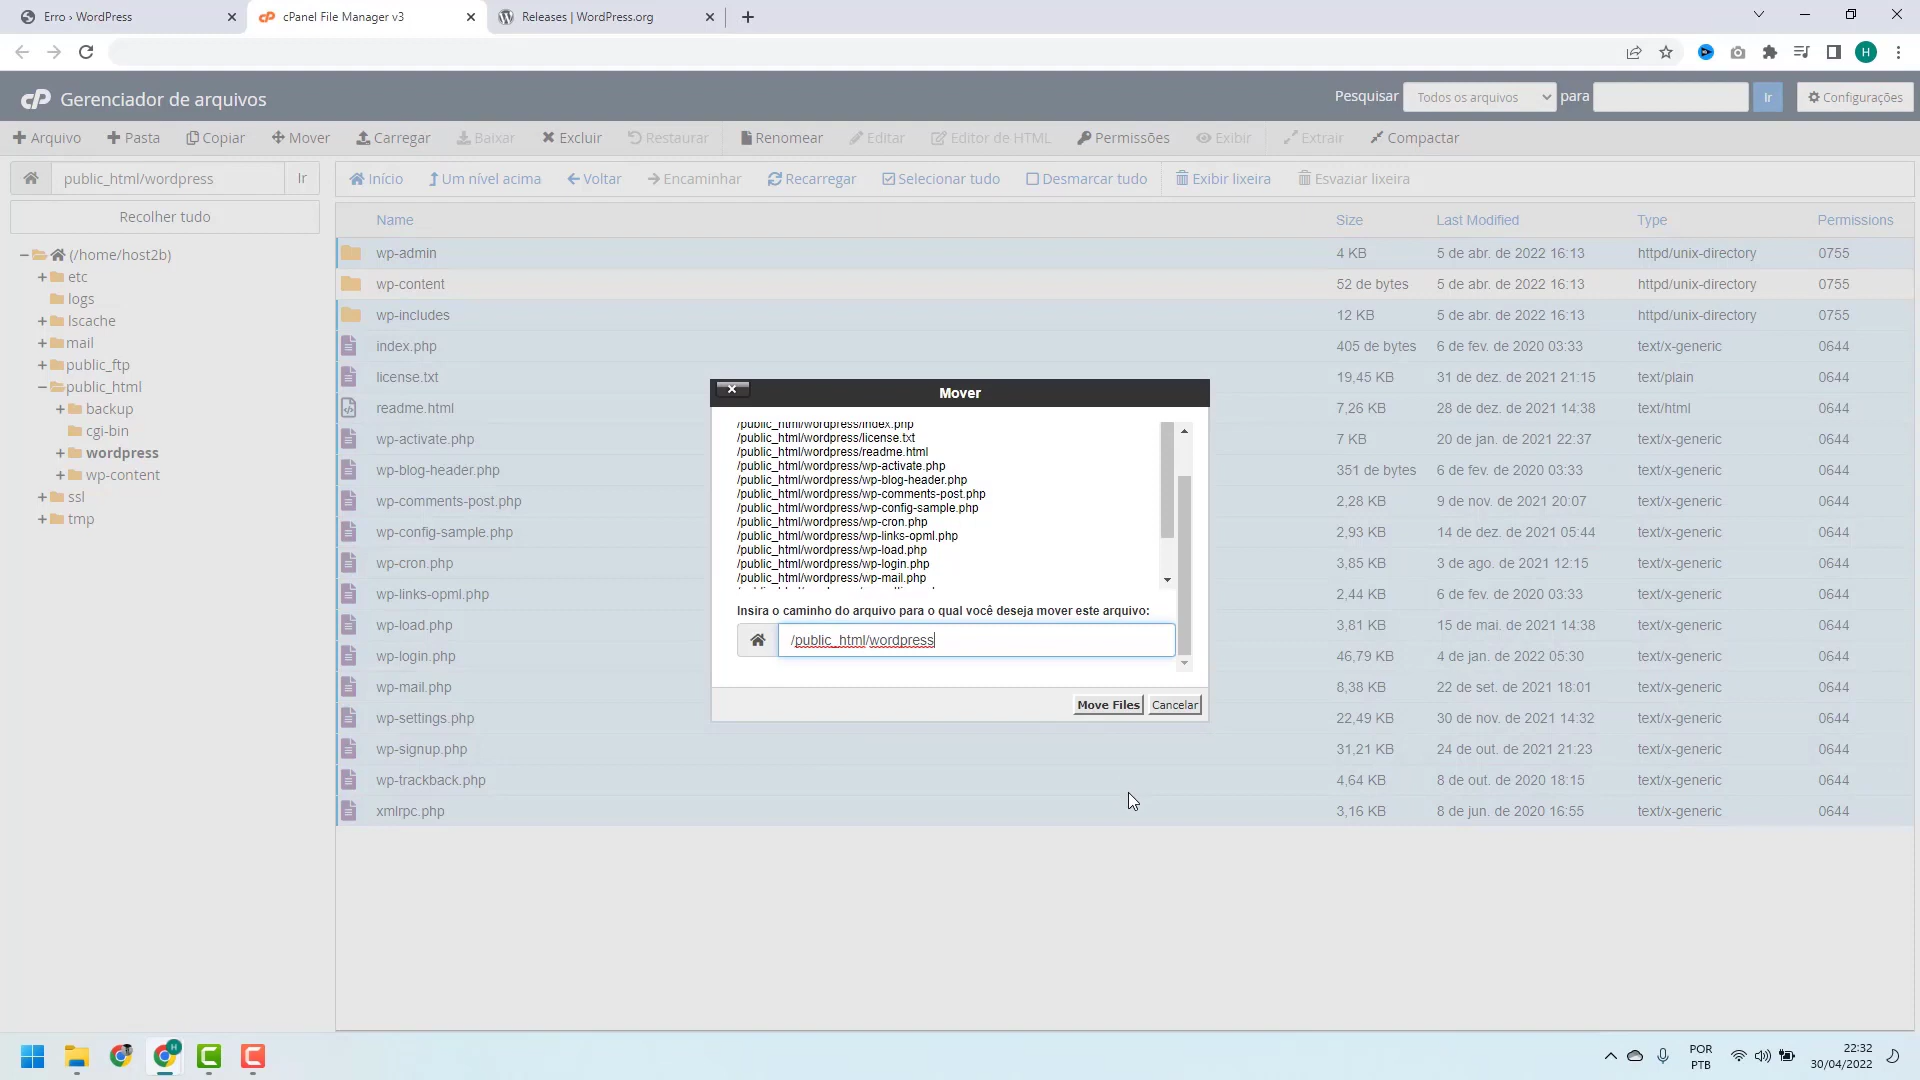 Erro › WordPress
cPanel File Manager v3
Releases | WordPress.org
H
cP Gerenciador de arquivos
Pesquisar
Todos os arquivos
para
Ir
Configurações
Arquivo
Pasta
Copiar
Mover
Carregar
Baixar
Excluir
Restaurar
Renomear
Editar
Editor de HTML
Permissões
Exibir
Extrair
Compactar
public_html/wordpress
Ir
Início
Um nível acima
Voltar
Encaminhar
Recarregar
Selecionar tudo
Desmarcar tudo
Exibir lixeira
Esvaziar lixeira
Recolher tudo
(/home/host2b)
etc
logs
lscache
mail
public_ftp
public_html
backup
cgi-bin
wordpress
wp-content
ssl
tmp
Name Size Last Modified Type Permissions
wp-admin 4 KB 5 de abr. de 2022 16:13 httpd/unix-directory 0755
wp-content 52 de bytes 5 de abr. de 2022 16:13 httpd/unix-directory 0755
wp-includes 12 KB 5 de abr. de 2022 16:13 httpd/unix-directory 0755
index.php 405 de bytes 6 de fev. de 2020 03:33 text/x-generic 0644
license.txt 19,45 KB 31 de dez. de 2021 21:15 text/plain 0644
readme.html 7,26 KB 28 de dez. de 2021 14:38 text/html 0644
wp-activate.php 7 KB 20 de jan. de 2022 22:37 text/x-generic 0644
wp-blog-header.php 351 de bytes 6 de fev. de 2020 03:33 text/x-generic 0644
wp-comments-post.php 2,28 KB 9 de nov. de 2021 20:07 text/x-generic 0644
wp-config-sample.php 2,93 KB 14 de dez. de 2021 05:44 text/x-generic 0644
wp-cron.php 3,85 KB 3 de ago. de 2021 12:15 text/x-generic 0644
wp-links-opml.php 2,44 KB 6 de fev. de 2020 03:33 text/x-generic 0644
wp-load.php 3,81 KB 15 de mai. de 2021 14:38 text/x-generic 0644
wp-login.php 46,79 KB 4 de jan. de 2022 05:30 text/x-generic 0644
wp-mail.php 8,38 KB 22 de set. de 2021 18:01 text/x-generic 0644
wp-settings.php 22,49 KB 30 de nov. de 2021 14:32 text/x-generic 0644
wp-signup.php 31,21 KB 24 de out. de 2021 21:23 text/x-generic 0644
wp-trackback.php 4,64 KB 8 de out. de 2020 18:15 text/x-generic 0644
xmlrpc.php 3,16 KB 8 de jun. de 2020 16:55 text/x-generic 0644
Mover
/public_html/wordpress/index.php
/public_html/wordpress/license.txt
/public_html/wordpress/readme.html
/public_html/wordpress/wp-activate.php
/public_html/wordpress/wp-blog-header.php
/public_html/wordpress/wp-comments-post.php
/public_html/wordpress/wp-config-sample.php
/public_html/wordpress/wp-cron.php
/public_html/wordpress/wp-links-opml.php
/public_html/wordpress/wp-load.php
/public_html/wordpress/wp-login.php
/public_html/wordpress/wp-mail.php
Insira o caminho do arquivo para o qual você deseja mover este arquivo:
/public_html/wordpress
Move Files
Cancelar
H
POR
PTB
22:32
30/04/2022